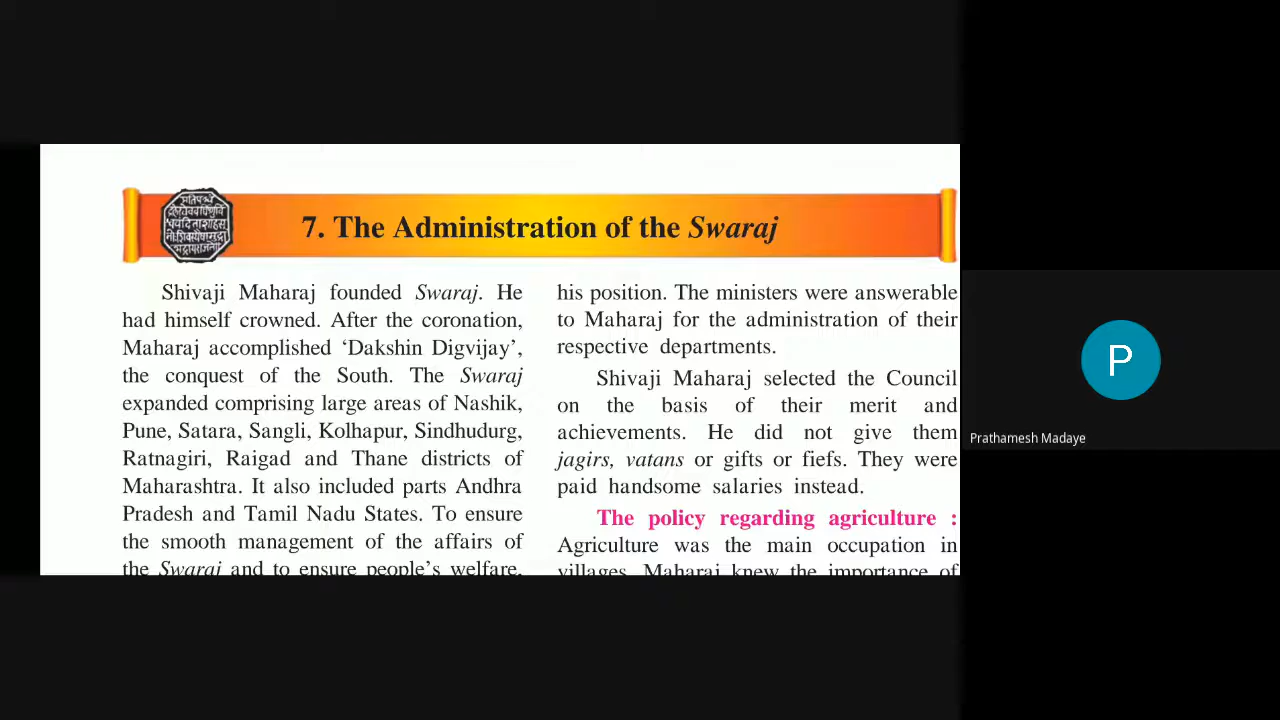 7. The Administration of the Swaraj
Shivaji Maharaj founded Swaraj. He
had himself crowned. After the coronation,
Maharaj accomplished ‘Dakshin Digvijay’,
the conquest of the South. The Swaraj
expanded comprising large areas of Nashik,
Pune, Satara, Sangli, Kolhapur, Sindhudurg,
Ratnagiri, Raigad and Thane districts of
Maharashtra. It also included parts Andhra
Pradesh and Tamil Nadu States. To ensure
the smooth management of the affairs of
the Swaraj and to ensure people’s welfare,
his position. The ministers were answerable
to Maharaj for the administration of their
respective departments.
Shivaji Maharaj selected the Council
on the basis of their merit and
achievements. He did not give them
jagirs, vatans or gifts or fiefs. They were
paid handsome salaries instead.
The policy regarding agriculture :
Agriculture was the main occupation in
villages. Maharaj knew the importance of
P
Prathamesh Madaye